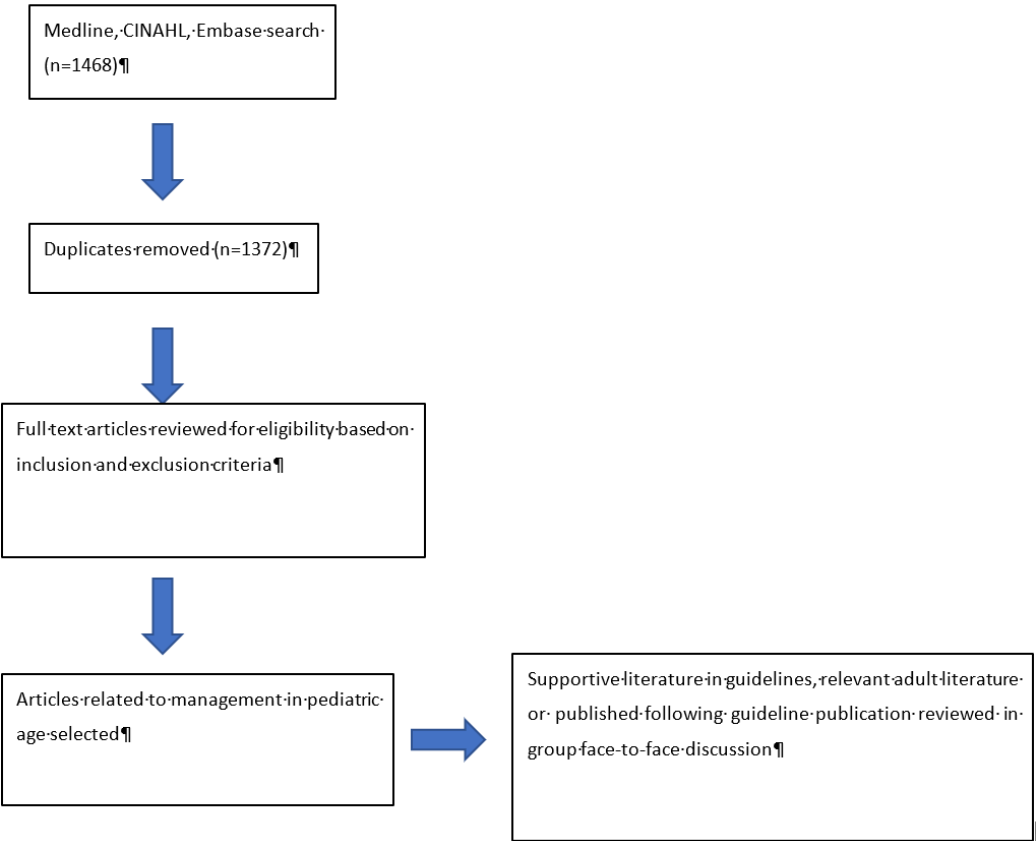 Medline,·CINAHL,·Embase·search·
(n=1468)¶
Duplicates·removed·(n=1372)¶
Full·text·articles·reviewed·for·eligibility·based·on·
inclusion·and·exclusion·criteria¶
Articles·related·to·management·in·pediatric·
age·selected¶
Supportive·literature·in·guidelines,·relevant·adult·literature·
or· published· following· guideline· publication· reviewed· in·
group·face-to-face·discussion¶